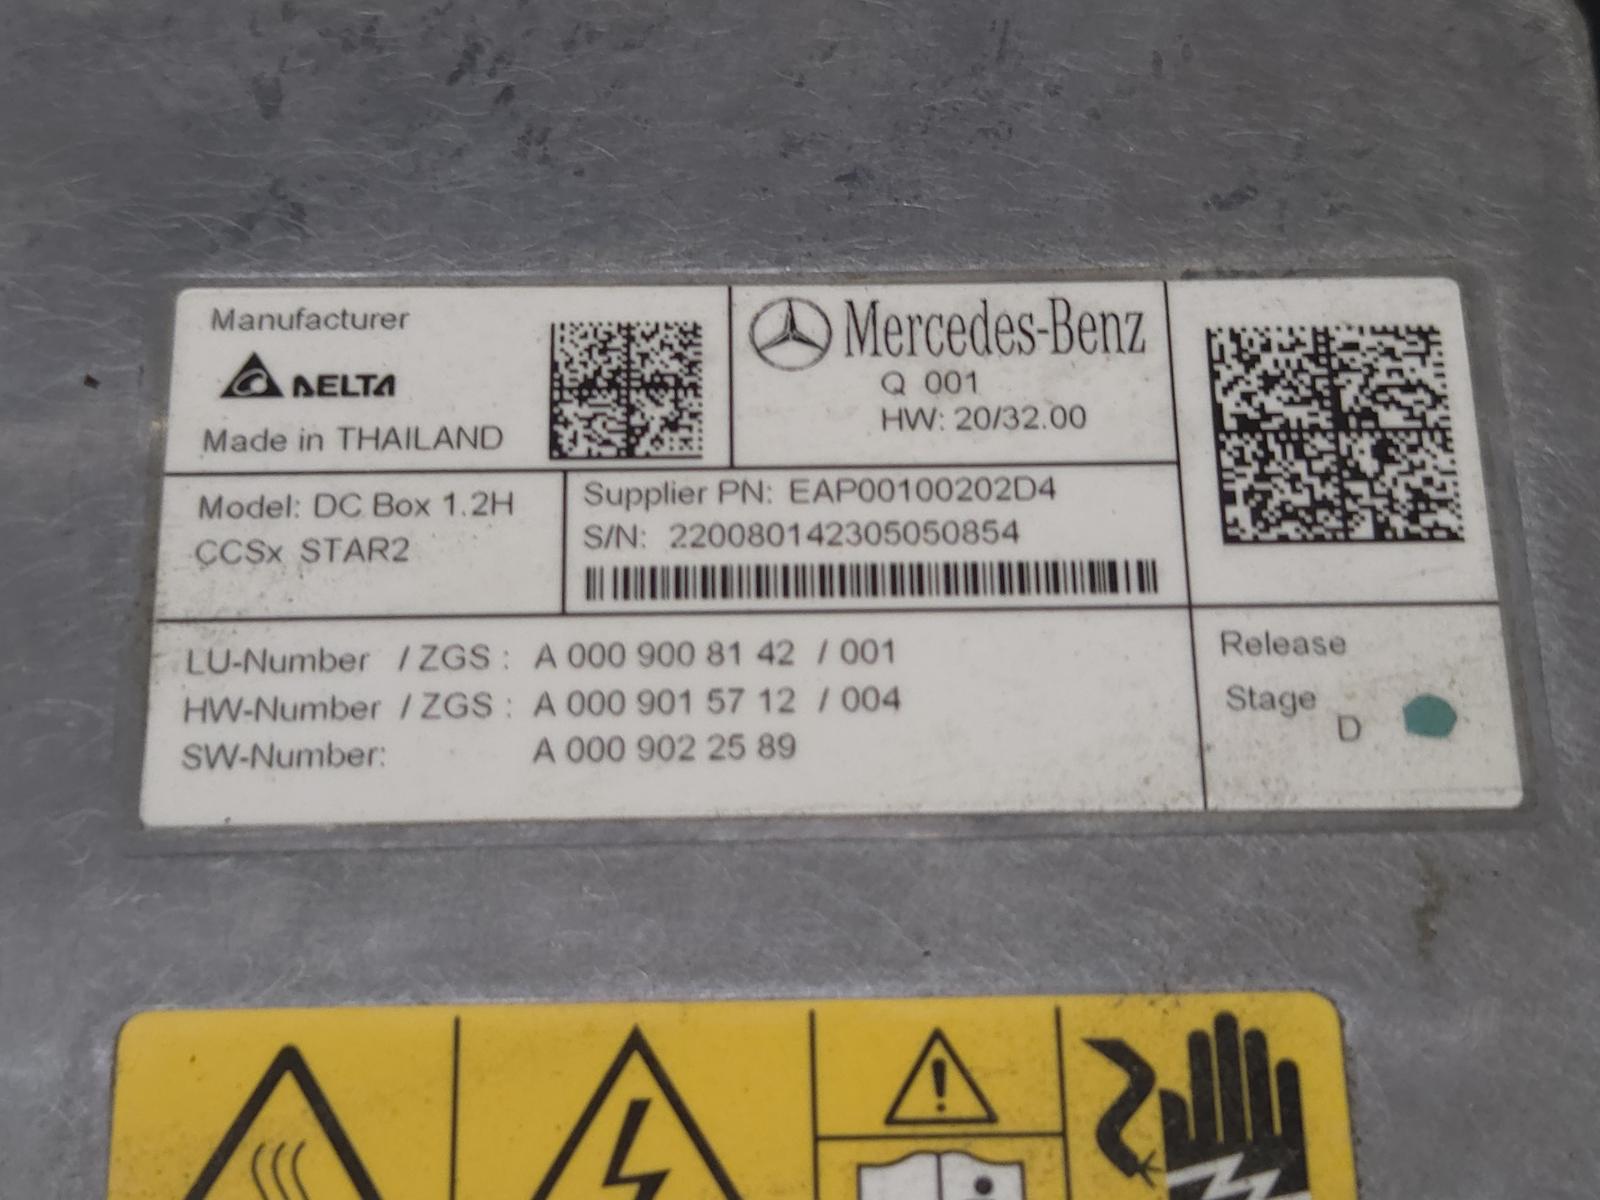 Manufacturer
DELTA
Made in THAILAND
Mercedes-Benz
Q 001
HW: 20/32.00
Model: DC Box 1.2H
CCSx STAR2
Supplier PN: EAP00100202D4
S/N: 220080142305050854
LU-Number / ZGS : A 000 900 81 42 / 001
HW-Number / ZGS : A 000 901 57 12 / 004
SW-Number: A 000 902 25 89
Release
Stage
D